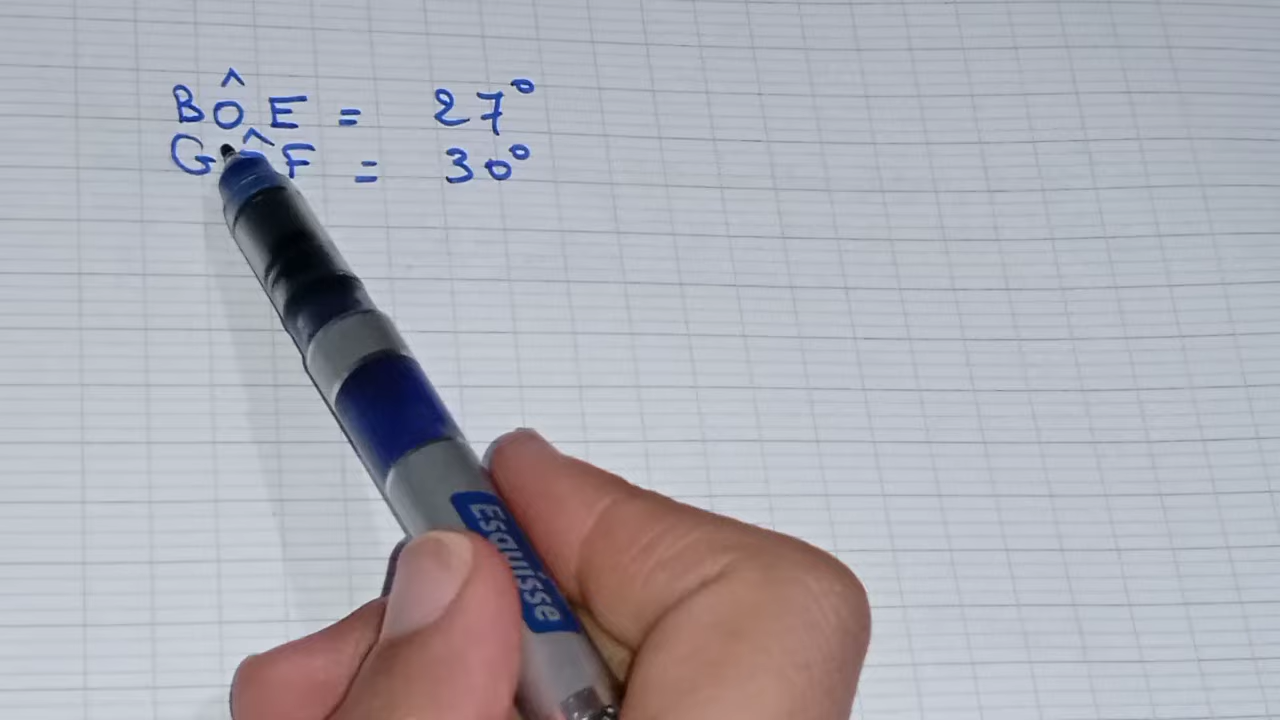 BÔE = 27°
F = 30°
Esquisse